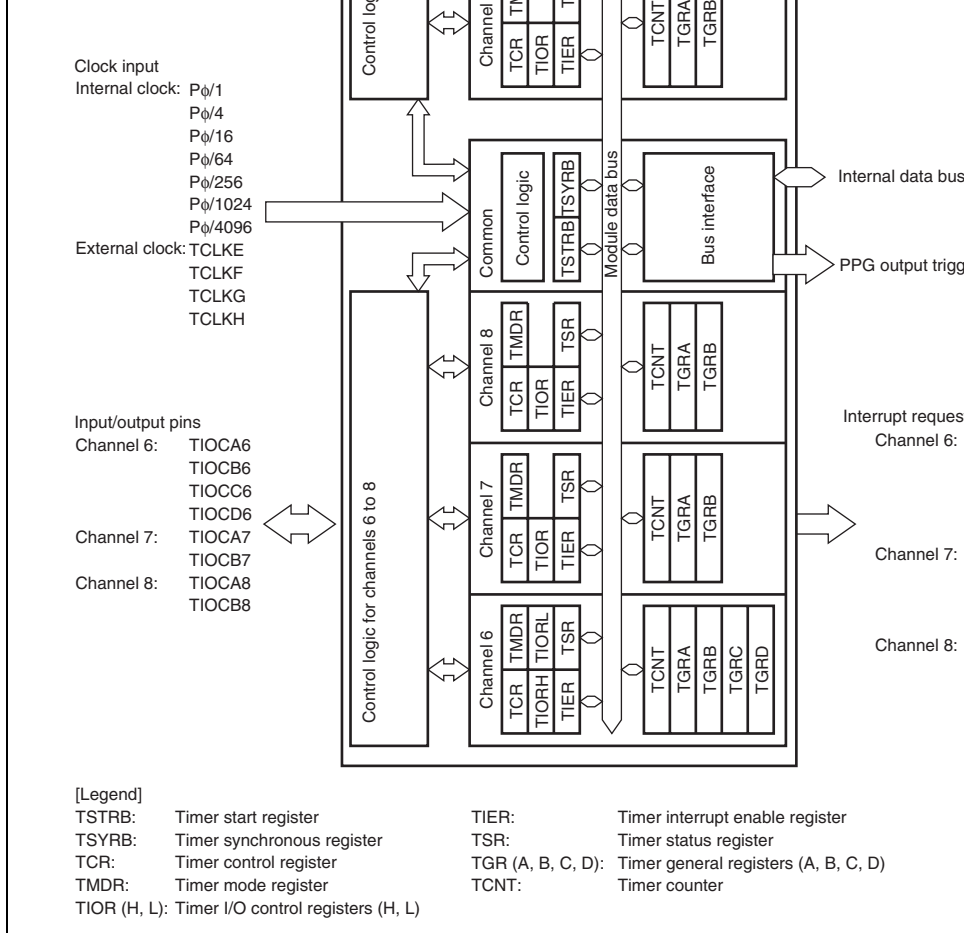 Control log
Channel
TCR
TIOR
TIER
TCNT
TGRA
TGRB
Clock input
Internal clock: Pϕ/1
Pϕ/4
Pϕ/16
Pϕ/64
Pϕ/256
Pϕ/1024
Pϕ/4096
External clock: TCLKE
TCLKF
TCLKG
TCLKH
Common
Control logic
TSTRB
TSYRB
Module data bus
Bus interface
Internal data bus
PPG output trigg
Channel 8
TCR
TMDR
TIOR
TIER
TSR
TCNT
TGRA
TGRB
Input/output pins
Channel 6: TIOCA6
TIOCB6
TIOCC6
TIOCD6
Channel 7: TIOCA7
TIOCB7
Channel 8: TIOCA8
TIOCB8
Control logic for channels 6 to 8
Channel 7
TCR
TMDR
TIOR
TIER
TSR
TCNT
TGRA
TGRB
Interrupt reques
Channel 6:
Channel 7:
Channel 8:
Channel 6
TCR
TMDR
TIORH
TIORL
TIER
TSR
TCNT
TGRA
TGRB
TGRC
TGRD
[Legend]
TSTRB: Timer start register
TSYRB: Timer synchronous register
TCR: Timer control register
TMDR: Timer mode register
TIOR (H, L): Timer I/O control registers (H, L)
TIER: Timer interrupt enable register
TSR: Timer status register
TGR (A, B, C, D): Timer general registers (A, B, C, D)
TCNT: Timer counter